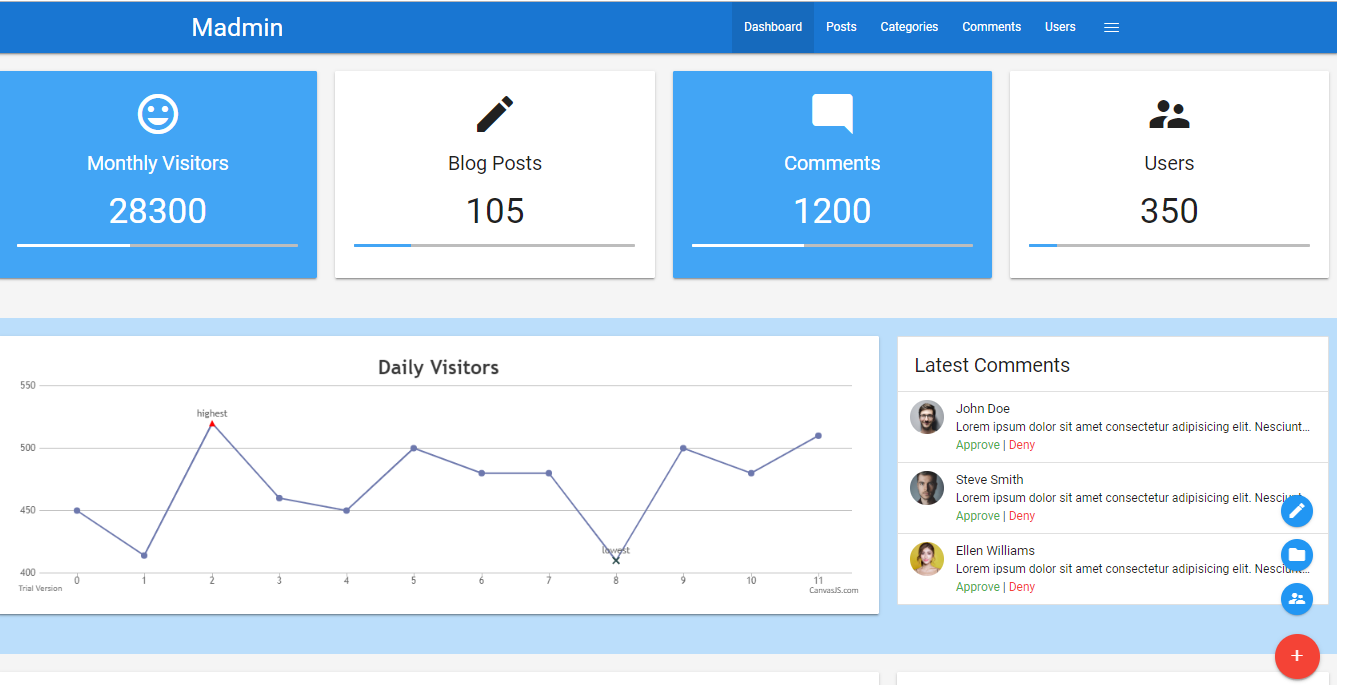 Madmin
Dashboard Posts Categories Comments Users
Monthly Visitors
28300
Blog Posts
105
Comments
1200
Users
350
Daily Visitors
550
500
450
400
highest
lowest
0 1 2 3 4 5 6 7 8 9 10 11
Trial Version
CanvasJS.com
Latest Comments
John Doe
Lorem ipsum dolor sit amet consectetur adipisicing elit. Nesciunt...
Approve | Deny
Steve Smith
Lorem ipsum dolor sit amet consectetur adipisicing elit.
Approve | Deny
Ellen Williams
Lorem ipsum dolor sit amet consectetur adipisicing elit.
Approve | Deny
+